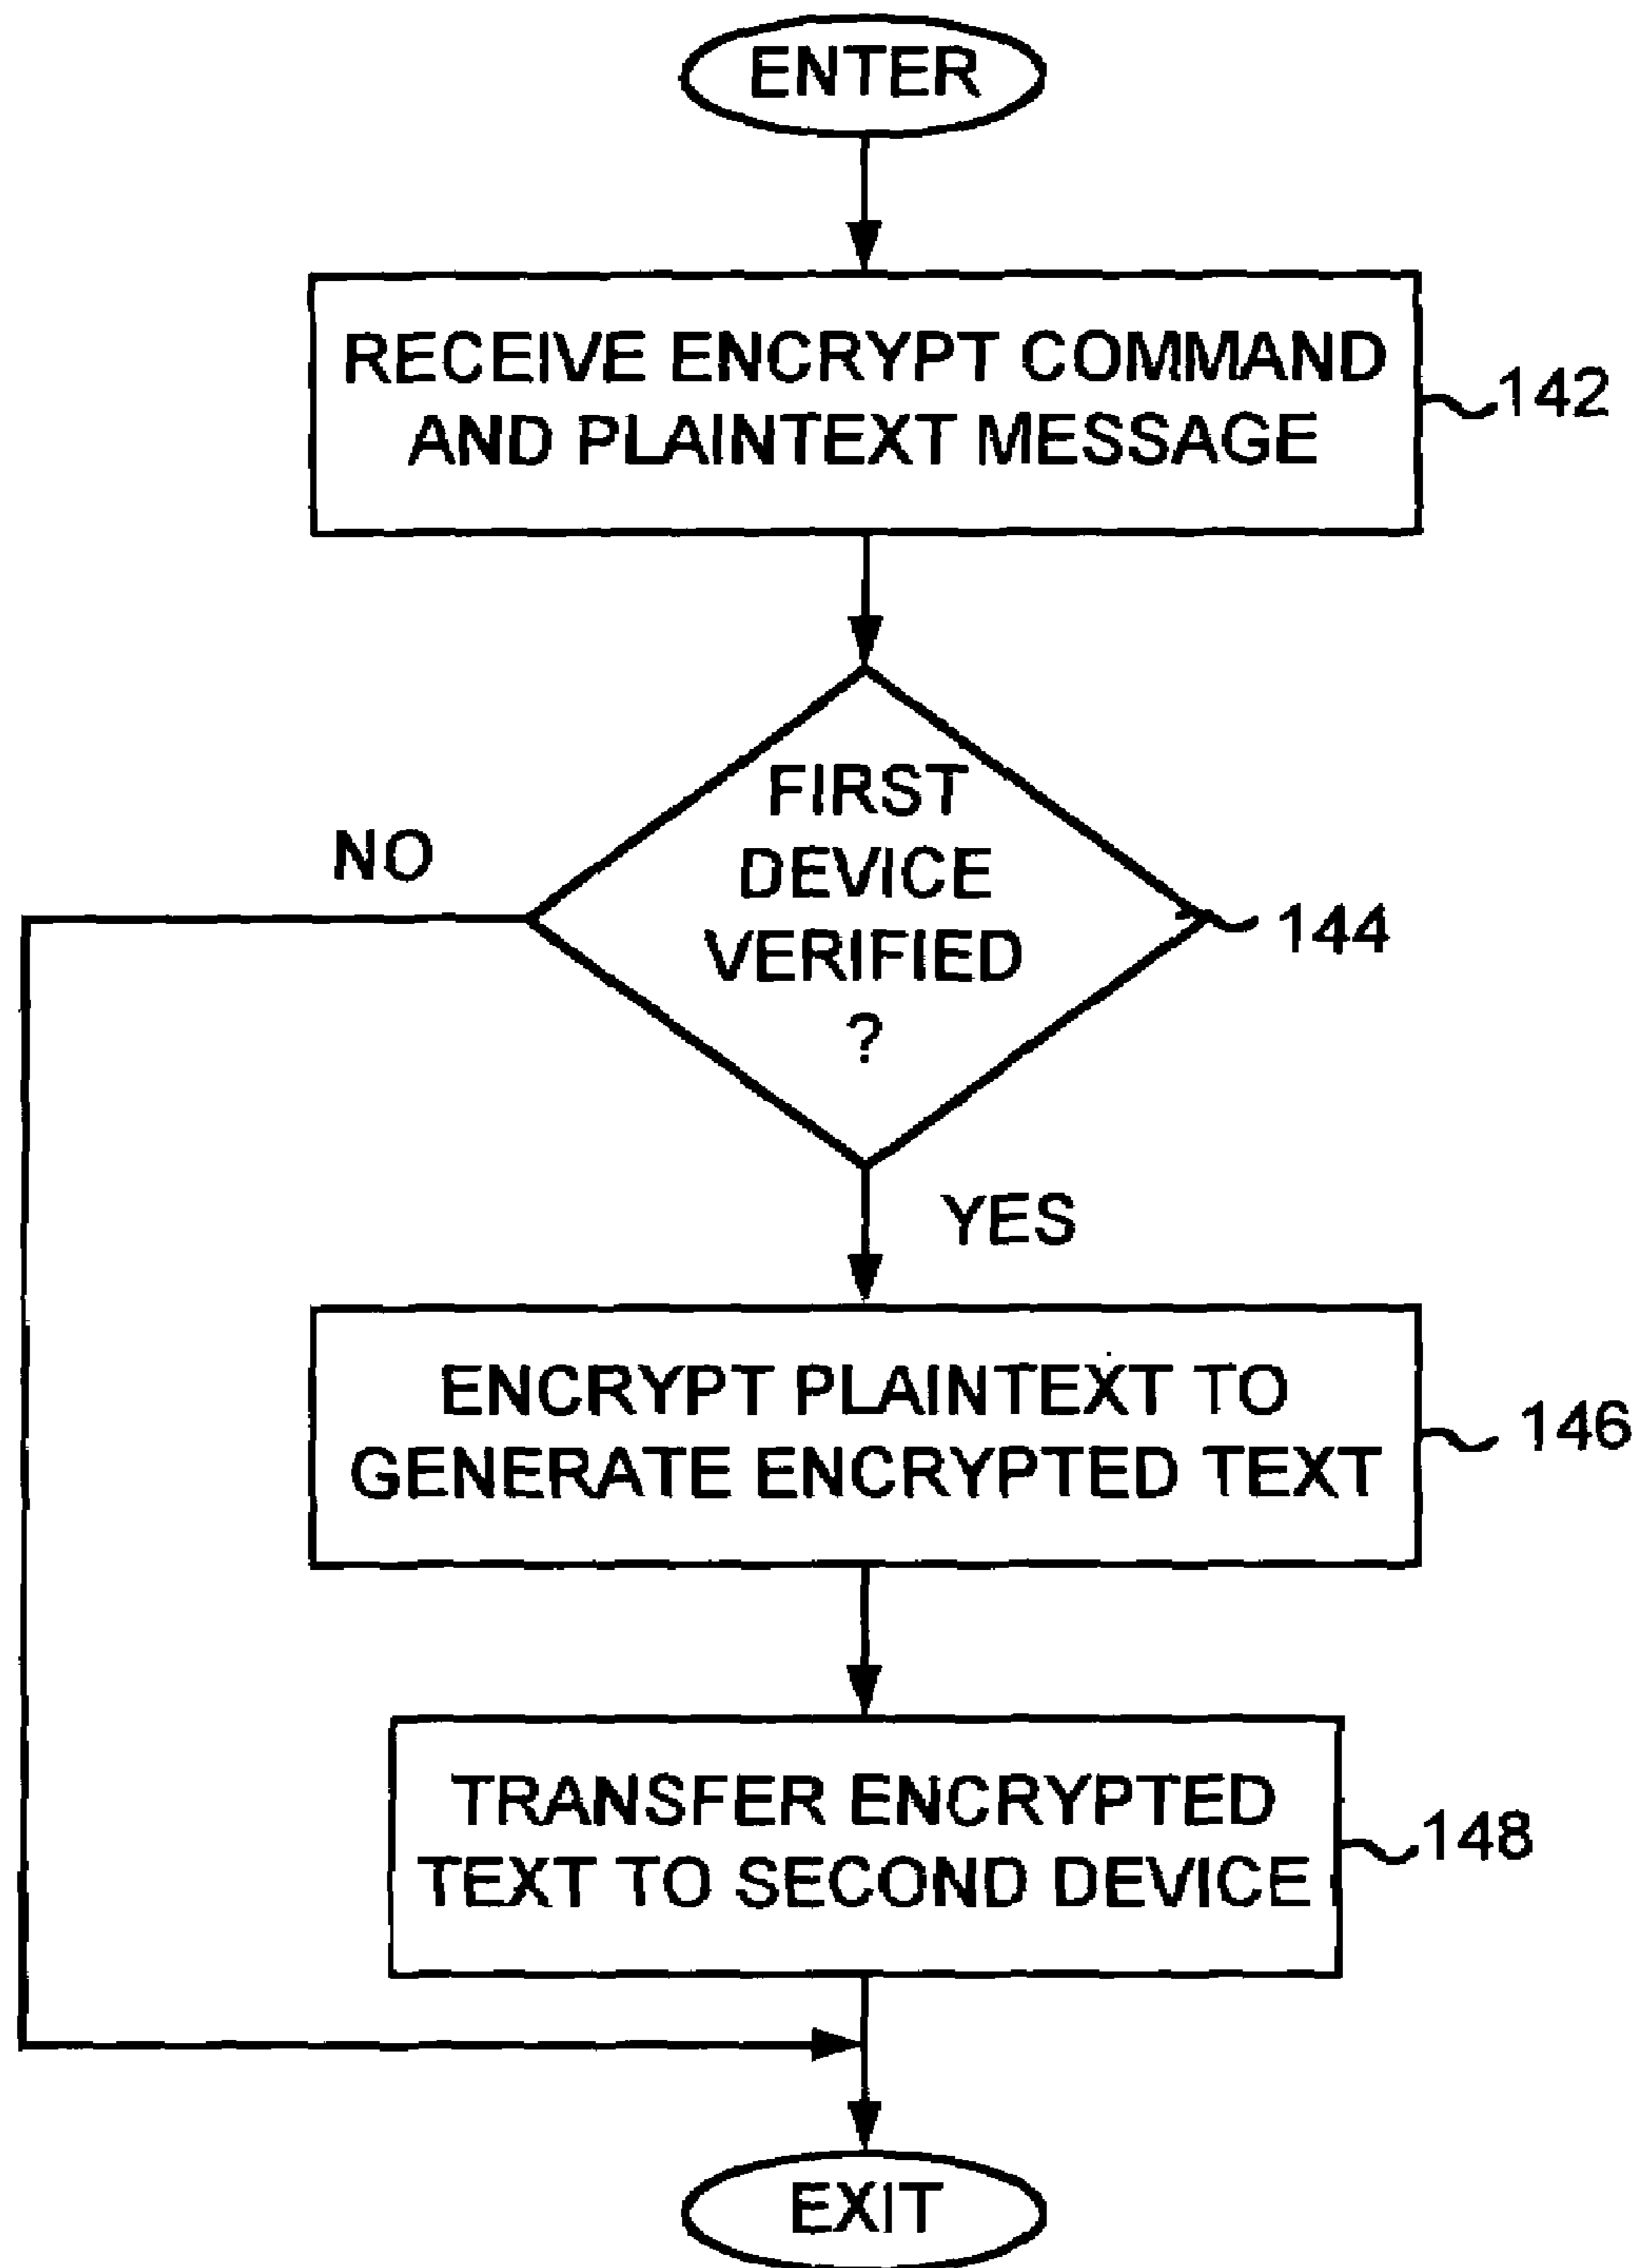 ENTER
RECEIVE ENCRYPT COMMAND
AND PLAINTEXT MESSAGE
142
FIRST
DEVICE
VERIFIED
?
NO
144
YES
ENCRYPT PLAINTEXT TO
GENERATE ENCRYPTED TEXT
146
TRANSFER ENCRYPTED
TEXT TO SECOND DEVICE
148
EXIT